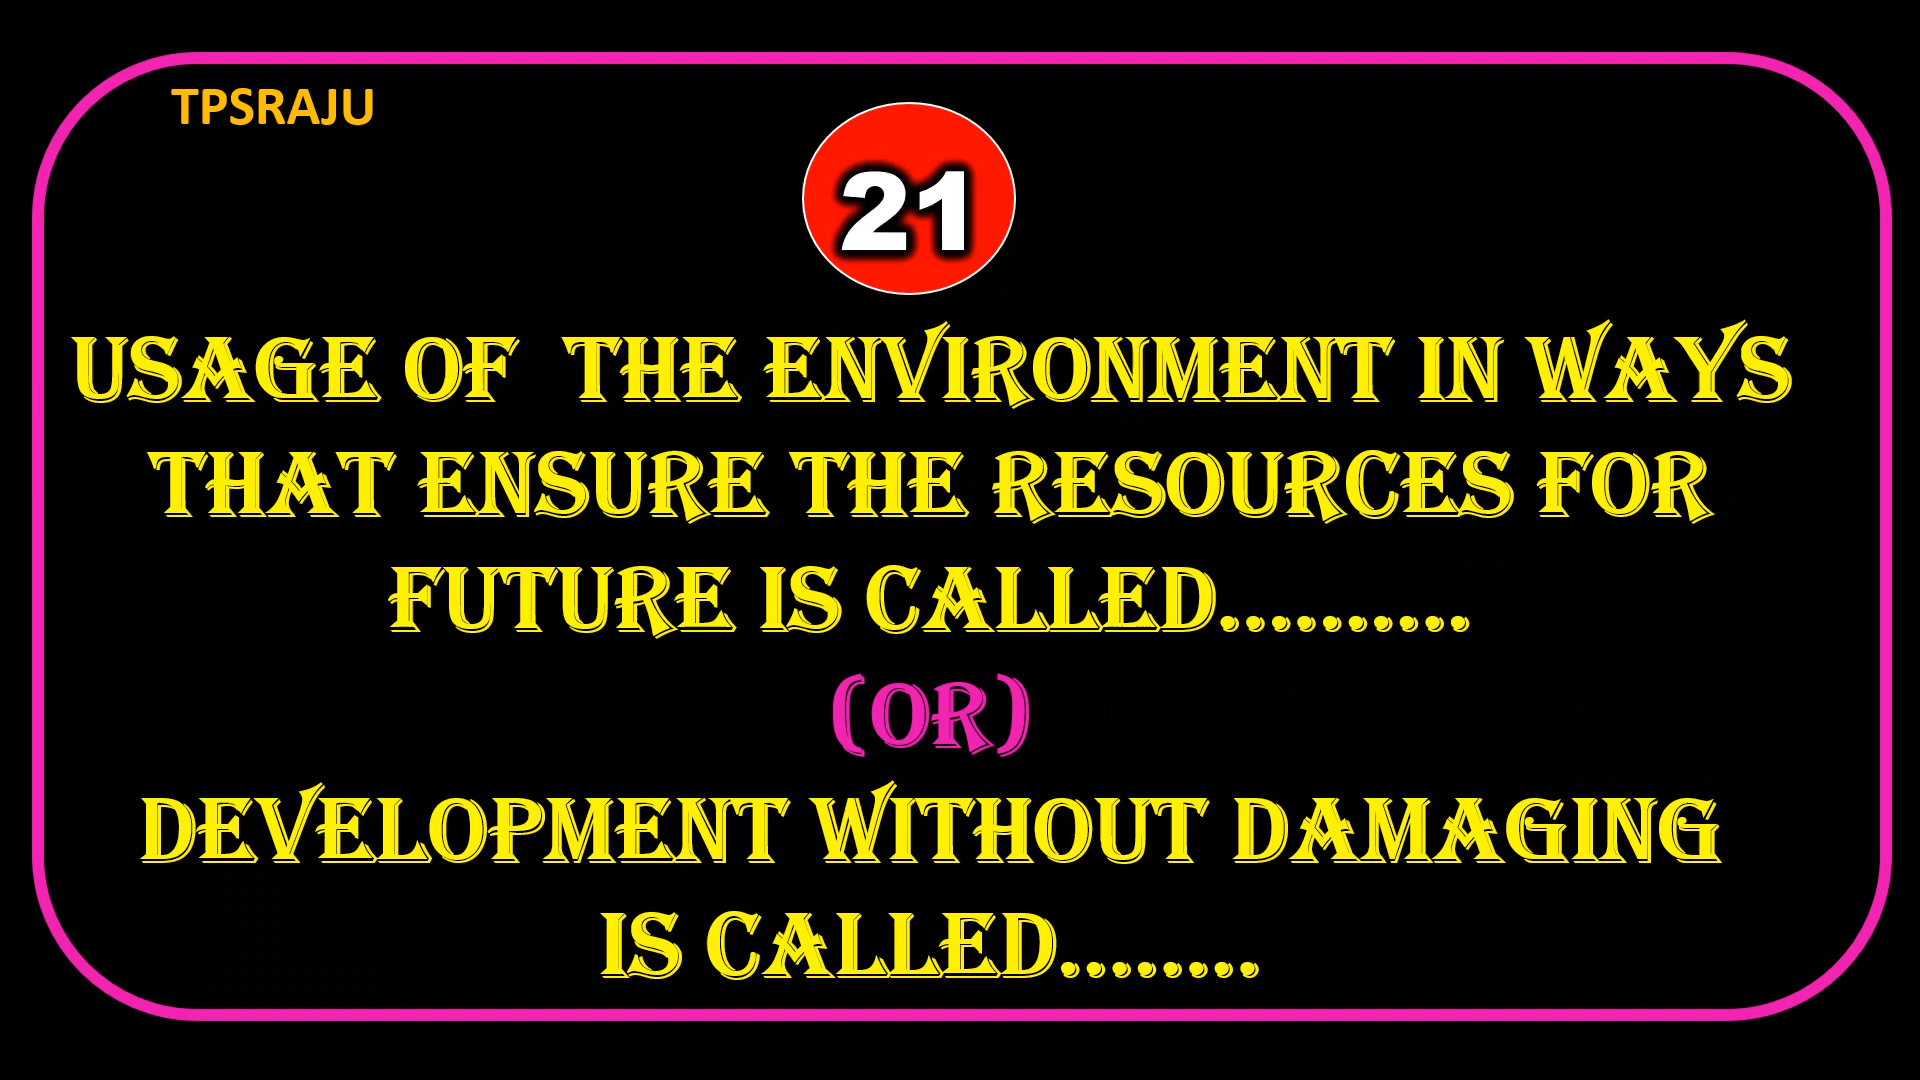 TPSRAJU
21
USAGE OF THE ENVIRONMENT IN WAYS
THAT ENSURE THE RESOURCES FOR
FUTURE IS CALLED..........
(OR)
DEVELOPMENT WITHOUT DAMAGING
IS CALLED........